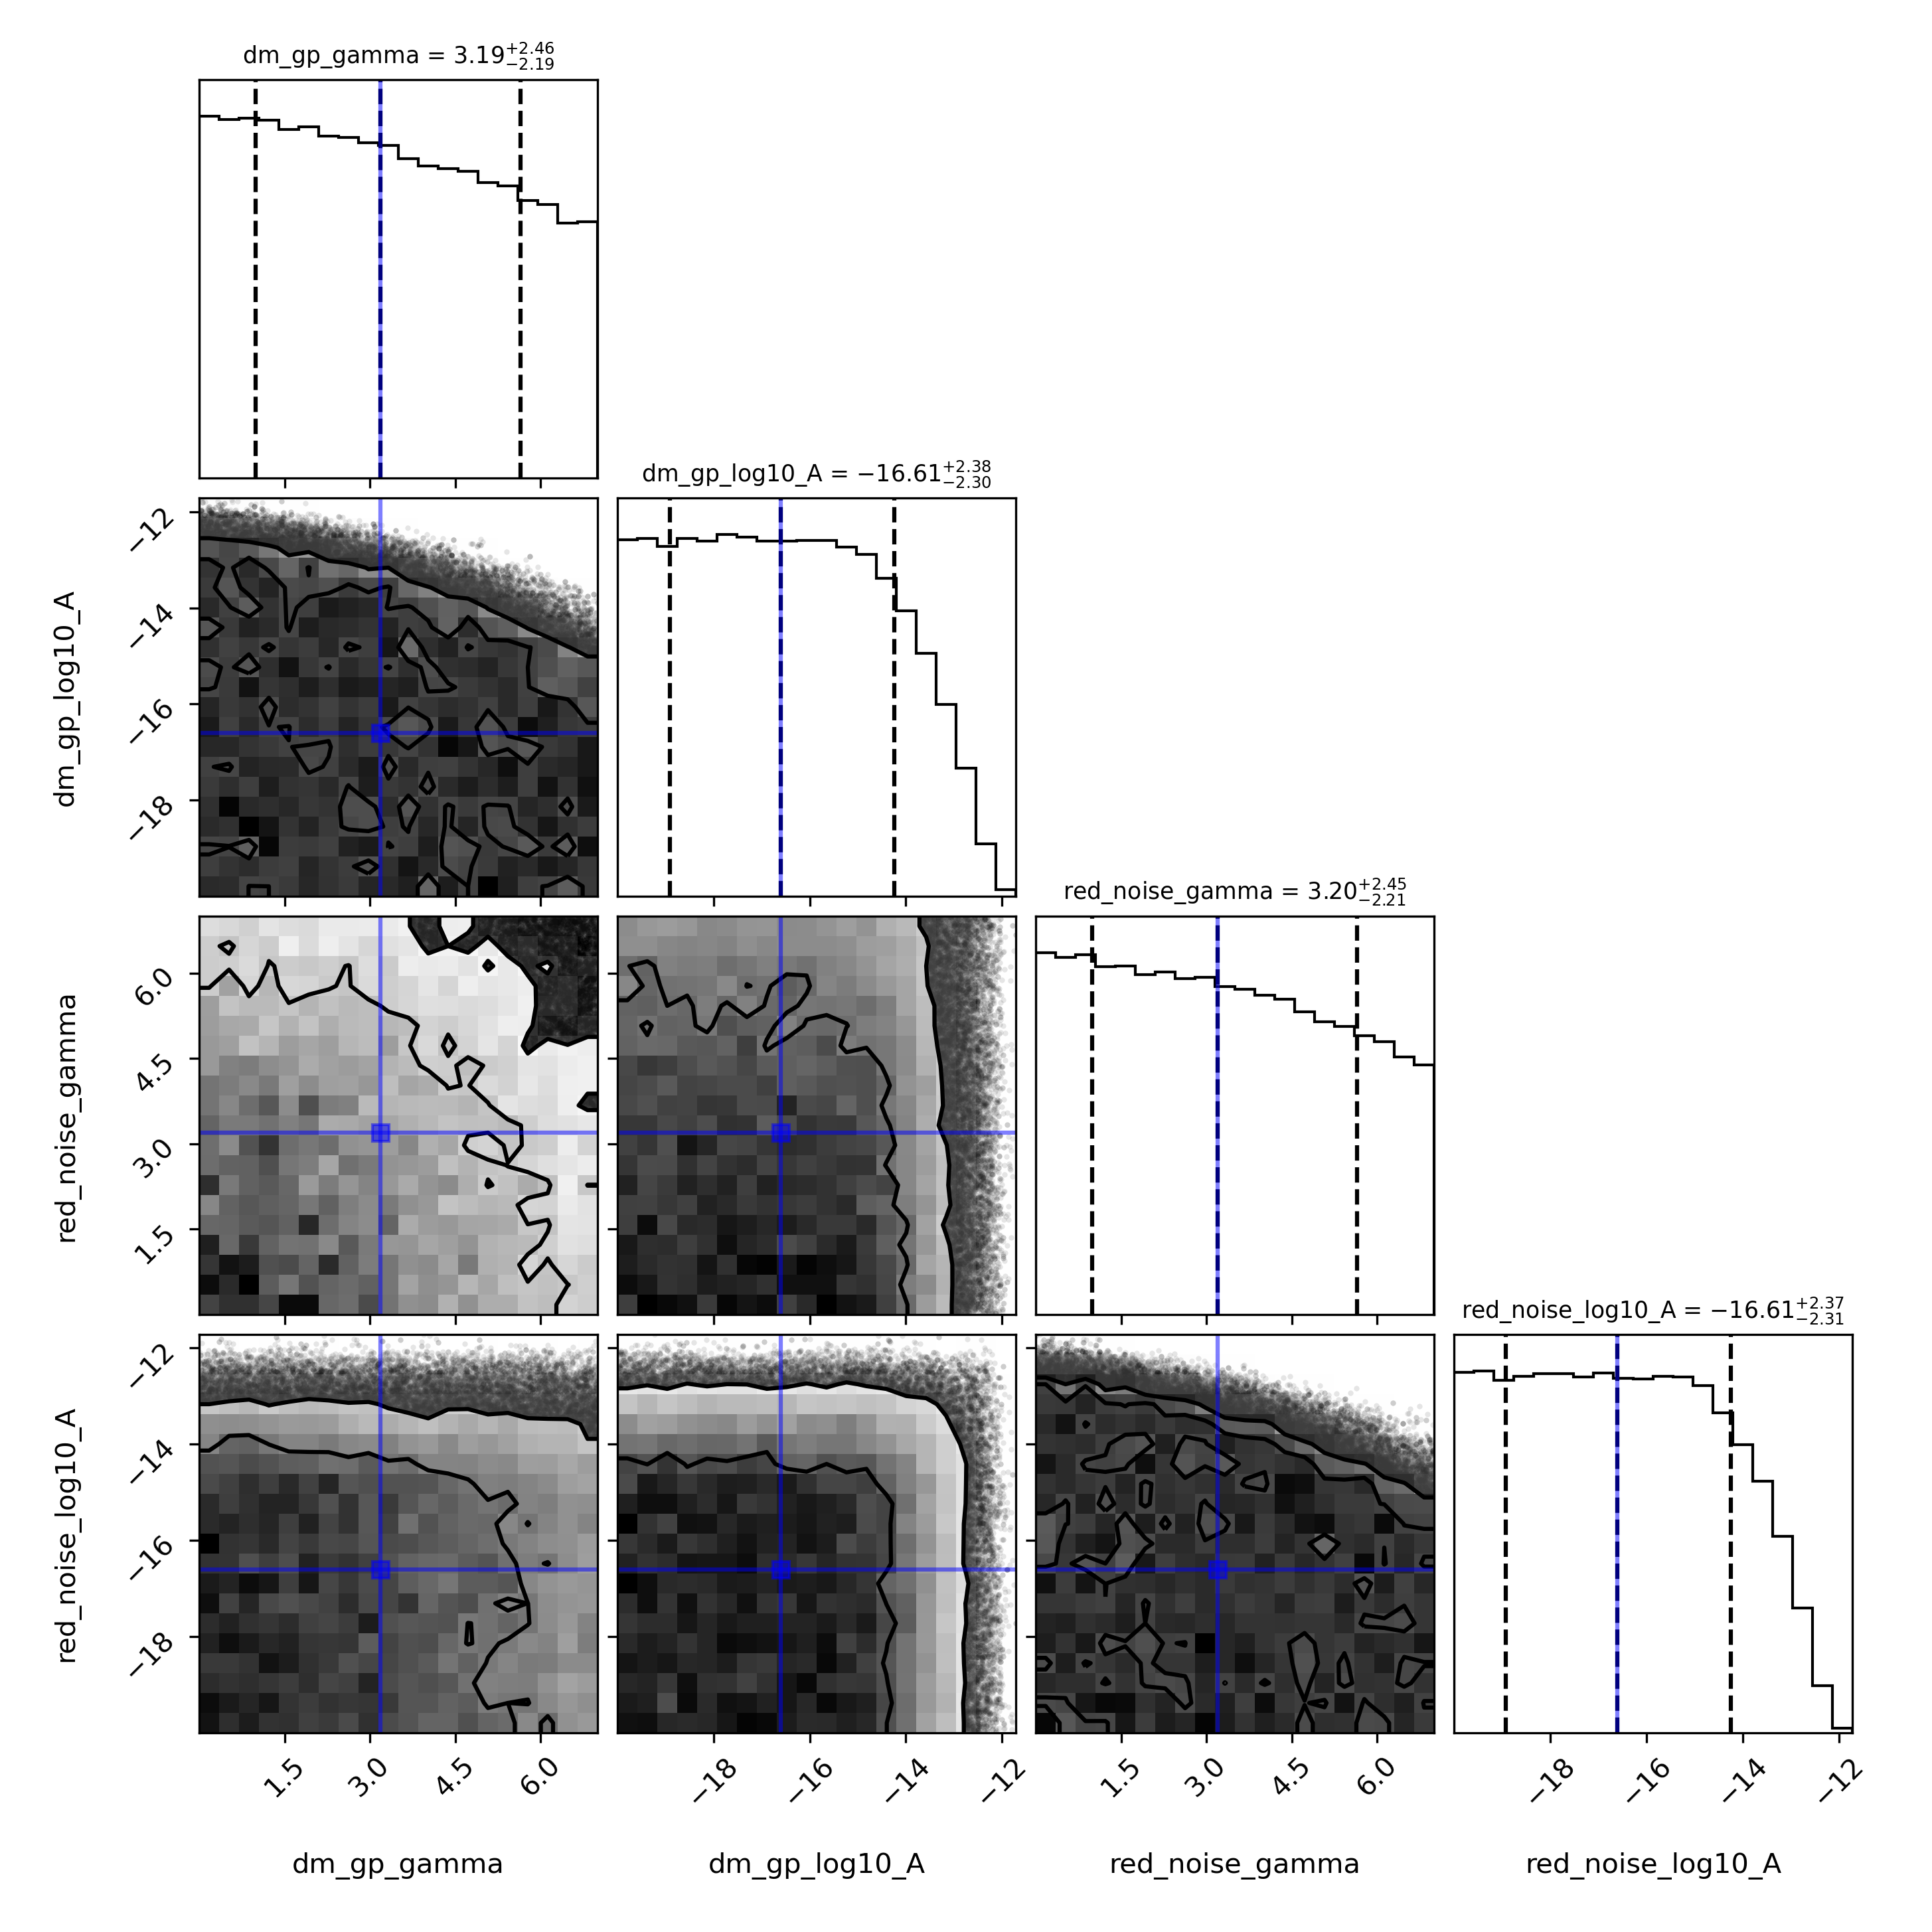 dm_gp_gamma = 3.19+2.46−2.19
−12
−14
−16
−18
dm_gp_log10_A
dm_gp_log10_A = −16.61+2.38−2.30
6.0
4.5
3.0
1.5
red_noise_gamma
red_noise_gamma = 3.20+2.45−2.21
−12
−14
−16
−18
red_noise_log10_A
red_noise_log10_A = −16.61+2.37−2.31
1.5 3.0 4.5 6.0
−18 −16 −14 −12
1.5 3.0 4.5 6.0
−18 −16 −14 −12
dm_gp_gamma
dm_gp_log10_A
red_noise_gamma
red_noise_log10_A